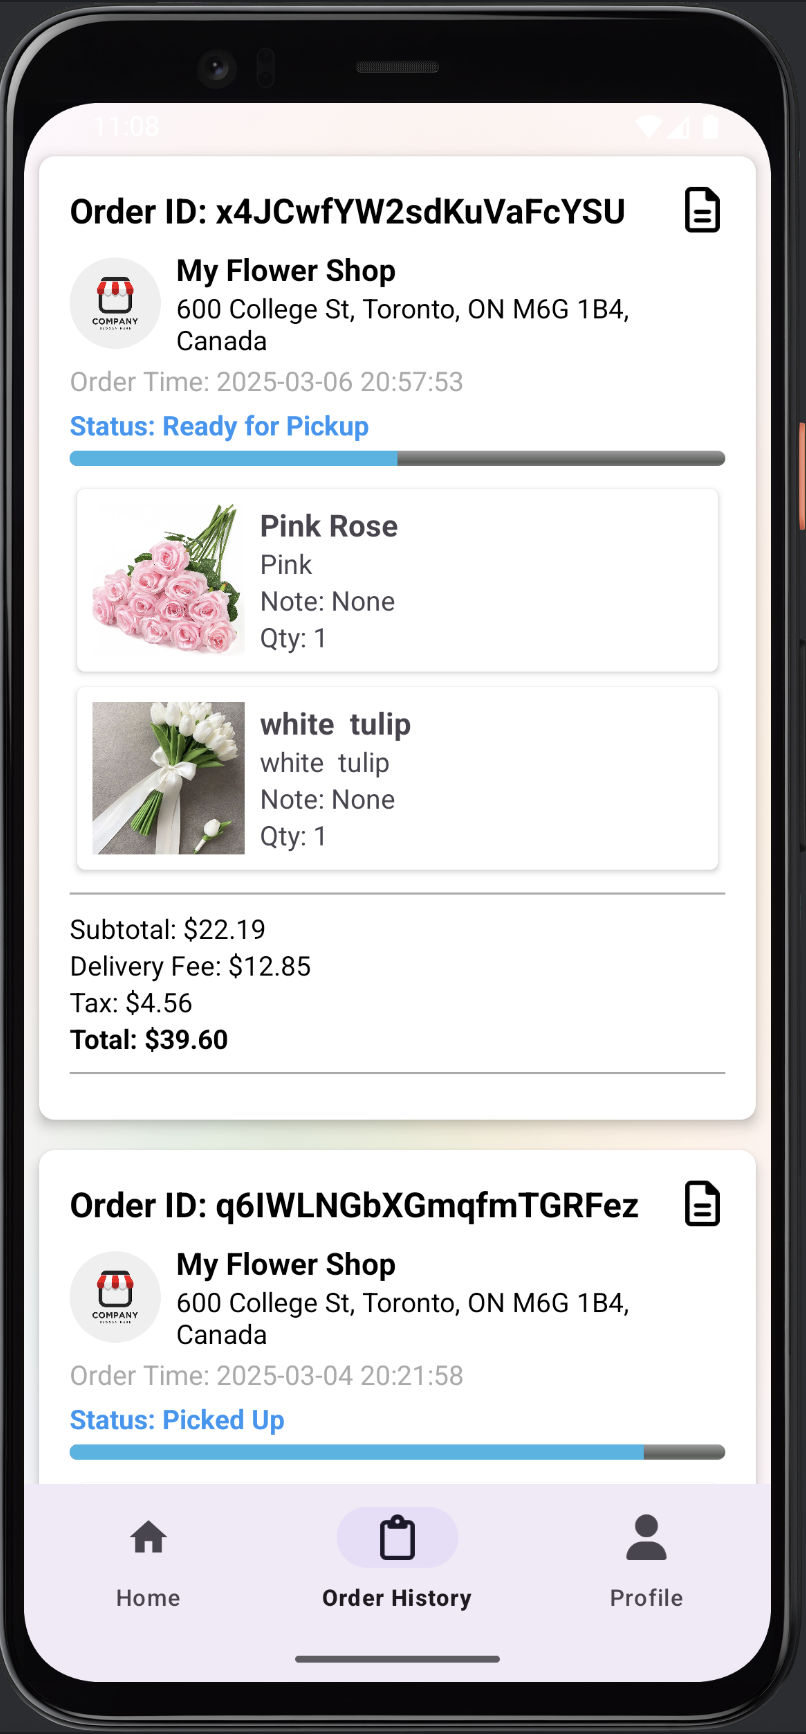 11:08
Order ID: x4JCwfYW2sdKuVaFcYSU
My Flower Shop
600 College St, Toronto, ON M6G 1B4,
Canada
COMPANY
Order Time: 2025-03-06 20:57:53
Status: Ready for Pickup
Pink Rose
Pink
Note: None
Qty: 1
white  tulip
white  tulip
Note: None
Qty: 1
Subtotal: $22.19
Delivery Fee: $12.85
Tax: $4.56
Total: $39.60
Order ID: q6IWLNGbXGmqfmTGRFez
My Flower Shop
600 College St, Toronto, ON M6G 1B4,
Canada
COMPANY
Order Time: 2025-03-04 20:21:58
Status: Picked Up
Home
Order History
Profile